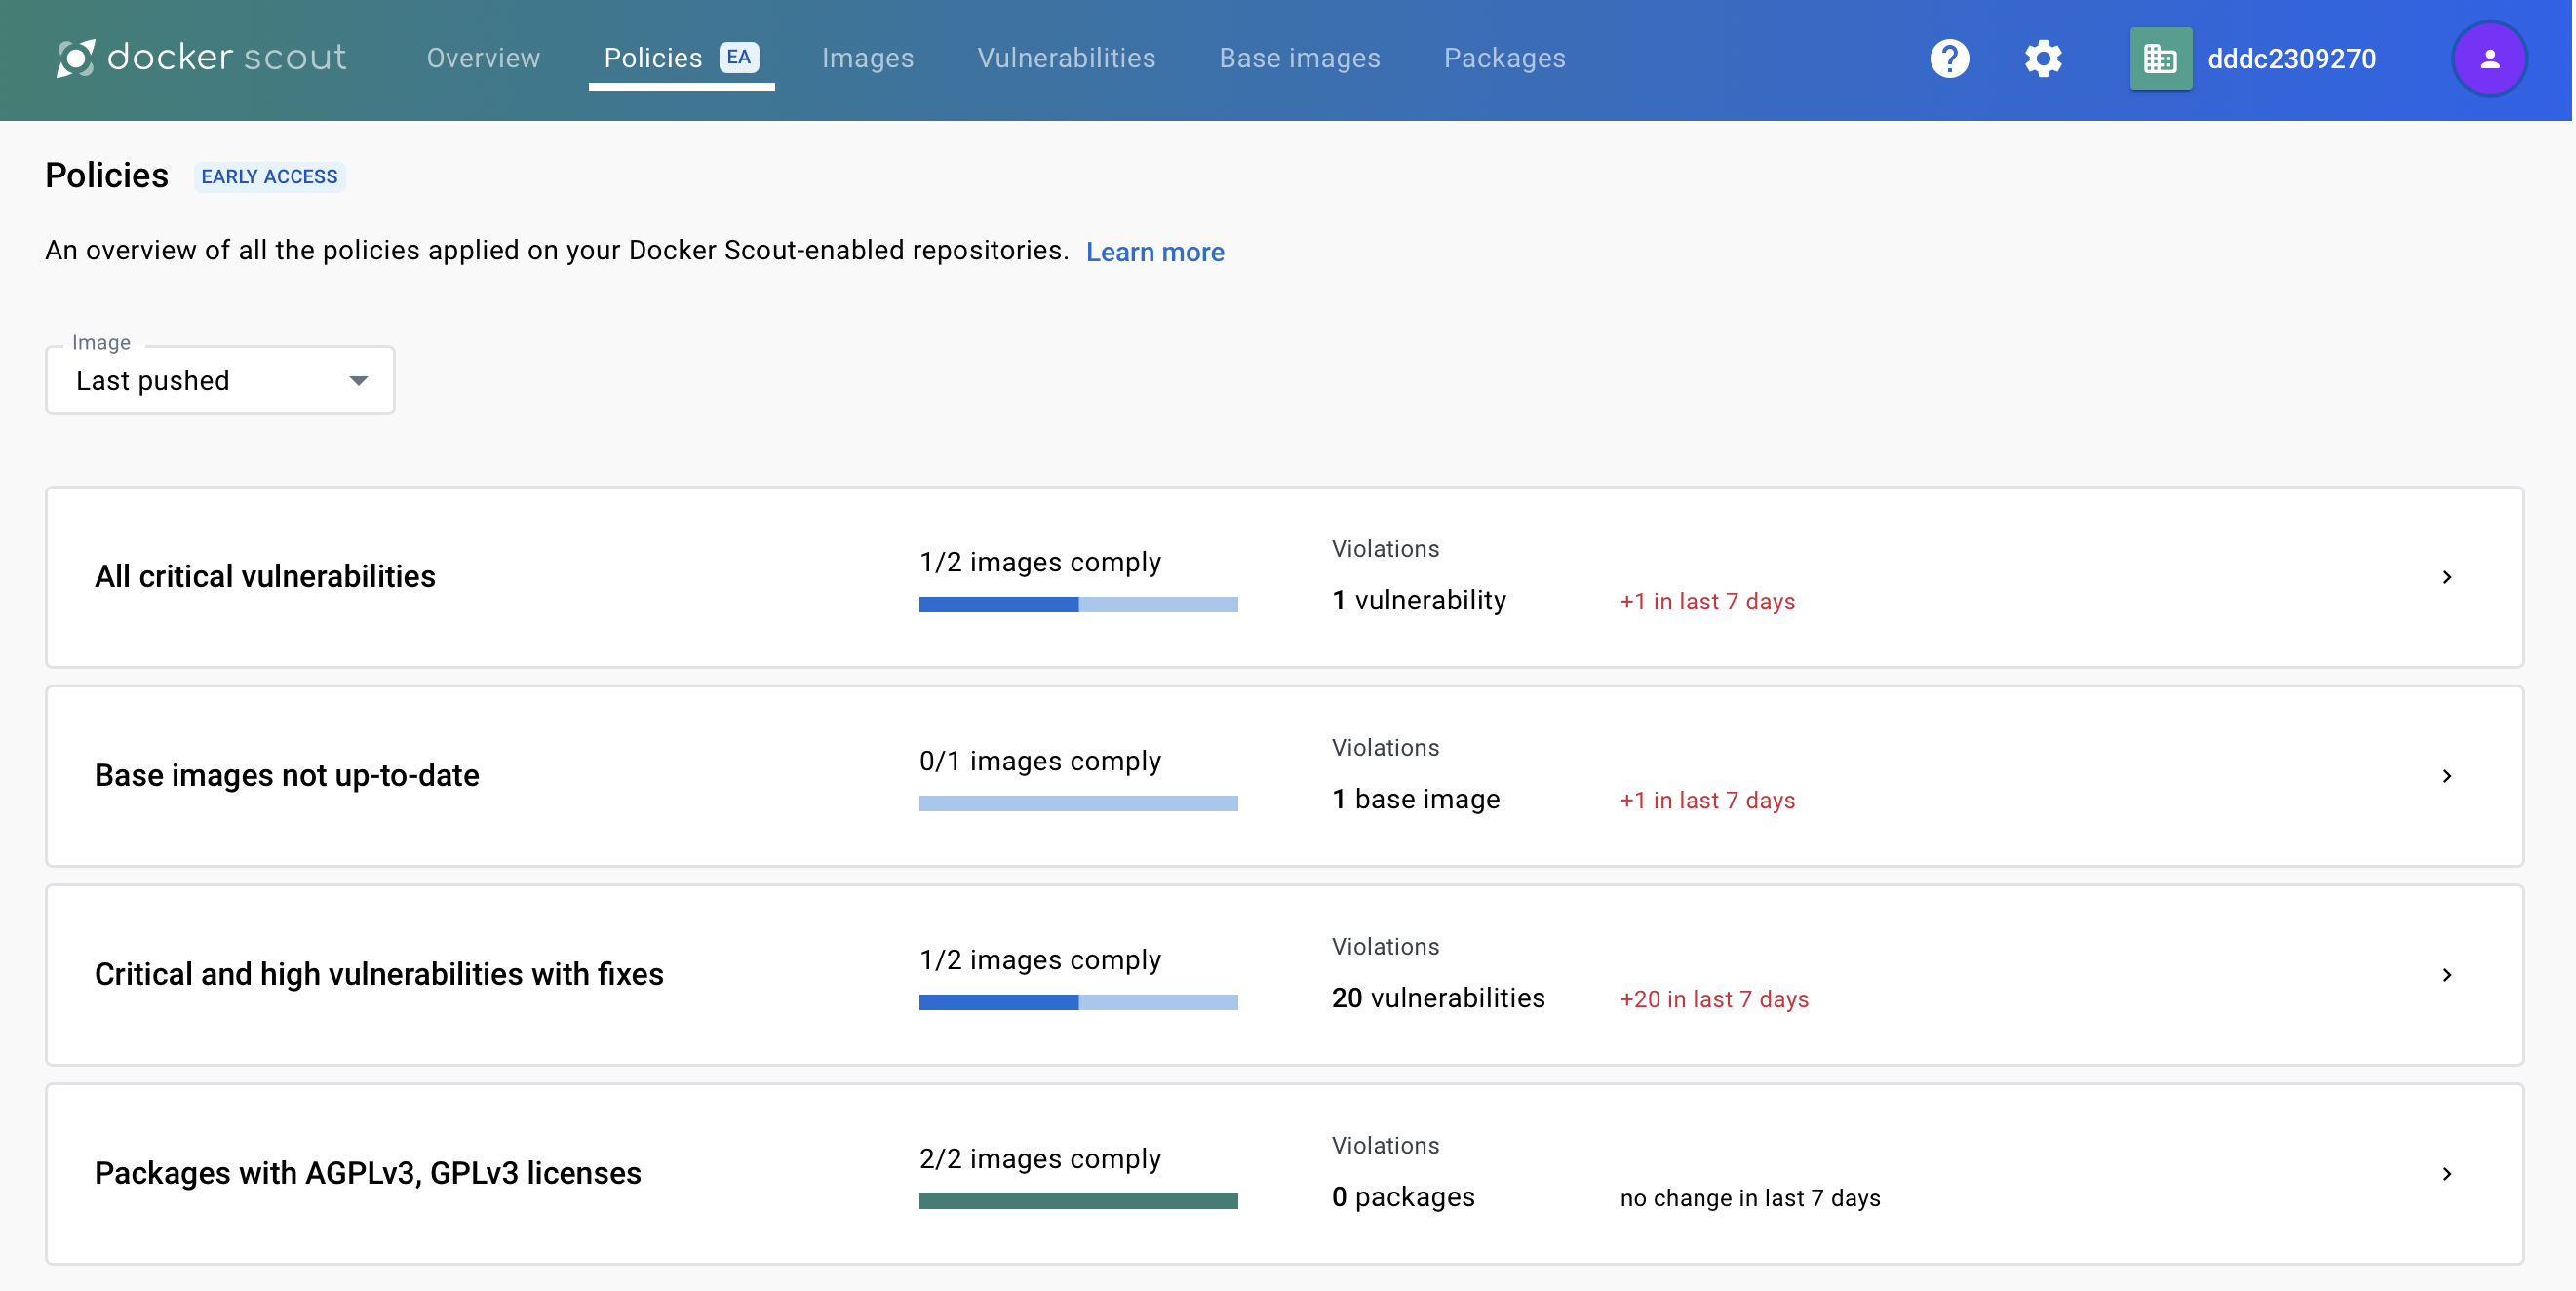 docker scout Overview Policies EA Images Vulnerabilities Base images Packages ? dddc2309270
Policies EARLY ACCESS
An overview of all the policies applied on your Docker Scout-enabled repositories. Learn more
Image
Last pushed
All critical vulnerabilities
1/2 images comply
Violations
1 vulnerability
+1 in last 7 days
Base images not up-to-date
0/1 images comply
Violations
1 base image
+1 in last 7 days
Critical and high vulnerabilities with fixes
1/2 images comply
Violations
20 vulnerabilities
+20 in last 7 days
Packages with AGPLv3, GPLv3 licenses
2/2 images comply
Violations
0 packages
no change in last 7 days